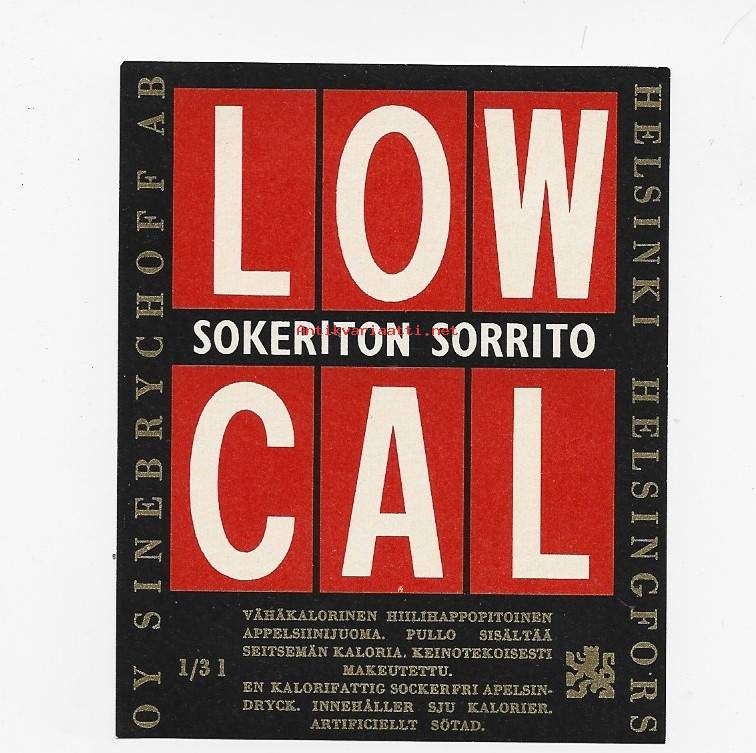 LOW
SOKERITON SORRITO
Antikvariaatti.net
CAL
OY SINEBRYCHOFF AB
HELSINKI HELSINGFORS
1/3 l
VÄHÄKALORINEN HIILIHAPPOPITOINEN
APPELSIINIJUOMA. PULLO SISÄLTÄÄ
SEITSEMÄN KALORIA. KEINOTEKOISESTI
MAKEUTETTU.
EN KALORIFATTIG SOCKERFRI APELSIN-
DRYCK. INNEHÅLLER SJU KALORIER.
ARTIFICIELLT SÖTAD.